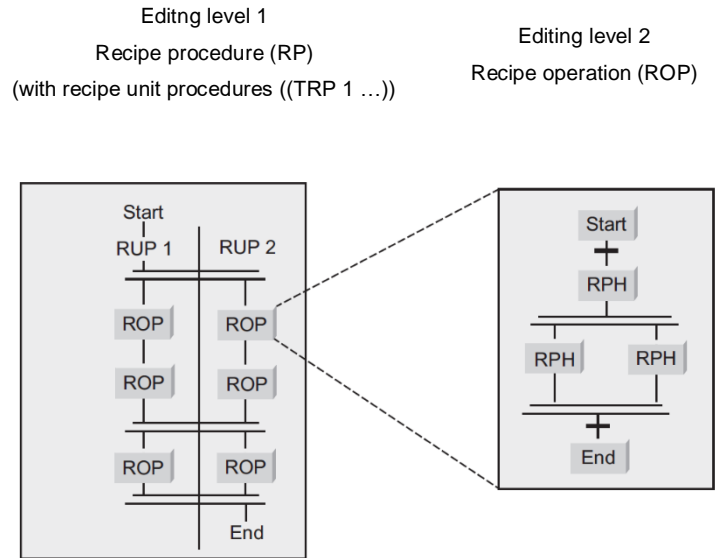 Editng level 1
Recipe procedure (RP)
(with recipe unit procedures ((TRP 1 …))
Editing level 2
Recipe operation (ROP)
Start
RUP 1 RUP 2
ROP ROP
ROP ROP
ROP ROP
End
Start
RPH
RPH RPH
End